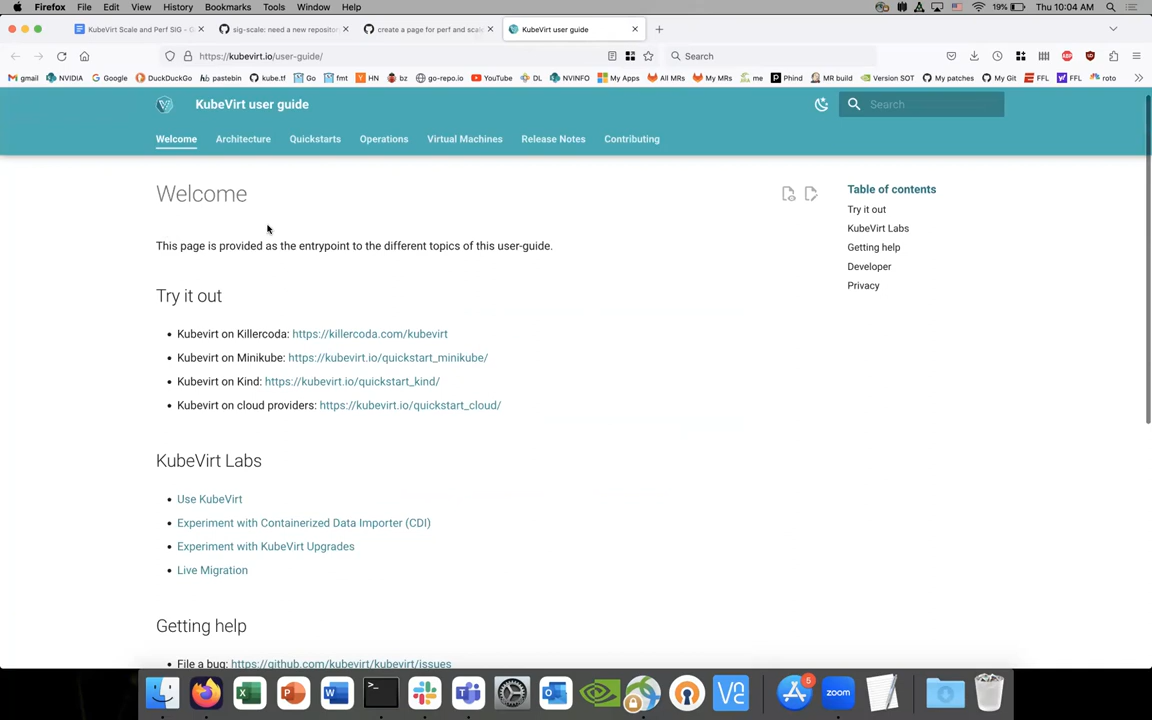 Firefox File Edit View History Bookmarks Tools Window Help 19% Thu 10:04 AM
KubeVirt Scale and Perf SIG - G × sig-scale: need a new repositor × create a page for perf and scale × KubeVirt user guide ×
https://kubevirt.io/user-guide/ Search
gmail NVIDIA Google DuckDuckGo pastebin kube.tf Go fmt HN bz go-repo.io YouTube DL NVINFO My Apps All MRs My MRs me Phind MR build Version SOT My patches My Git FFL FFL roto
KubeVirt user guide Search
Welcome Architecture Quickstarts Operations Virtual Machines Release Notes Contributing
Welcome
This page is provided as the entrypoint to the different topics of this user-guide.
Try it out
Kubevirt on Killercoda: https://killercoda.com/kubevirt
Kubevirt on Minikube: https://kubevirt.io/quickstart_minikube/
Kubevirt on Kind: https://kubevirt.io/quickstart_kind/
Kubevirt on cloud providers: https://kubevirt.io/quickstart_cloud/
KubeVirt Labs
Use KubeVirt
Experiment with Containerized Data Importer (CDI)
Experiment with KubeVirt Upgrades
Live Migration
Getting help
File a bug: https://github.com/kubevirt/kubevirt/issues
Table of contents
Try it out
KubeVirt Labs
Getting help
Developer
Privacy
5
zoom